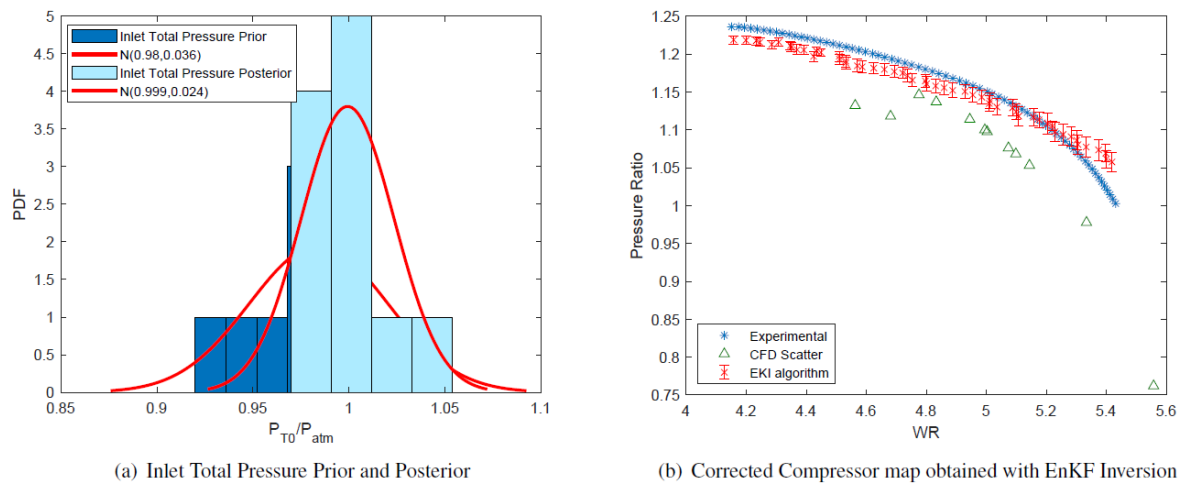 5
4.5
4
3.5
3
2.5
2
1.5
1
0.5
0
PDF
Inlet Total Pressure Prior
N(0.98,0.036)
Inlet Total Pressure Posterior
N(0.999,0.024)
0.85 0.9 0.95 1 1.05 1.1
P_T0/P_atm
(a) Inlet Total Pressure Prior and Posterior
1.25
1.2
1.15
1.1
1.05
1
0.95
0.9
0.85
0.8
0.75
Pressure Ratio
Experimental
CFD Scatter
EKI algorithm
4 4.2 4.4 4.6 4.8 5 5.2 5.4 5.6
WR
(b) Corrected Compressor map obtained with EnKF Inversion